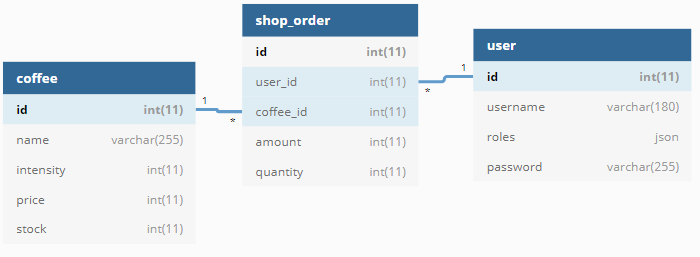 coffee
id int(11)
name varchar(255)
intensity int(11)
price int(11)
stock int(11)
1
*
shop_order
id int(11)
user_id int(11)
coffee_id int(11)
amount int(11)
quantity int(11)
1
*
user
id int(11)
username varchar(180)
roles json
password varchar(255)